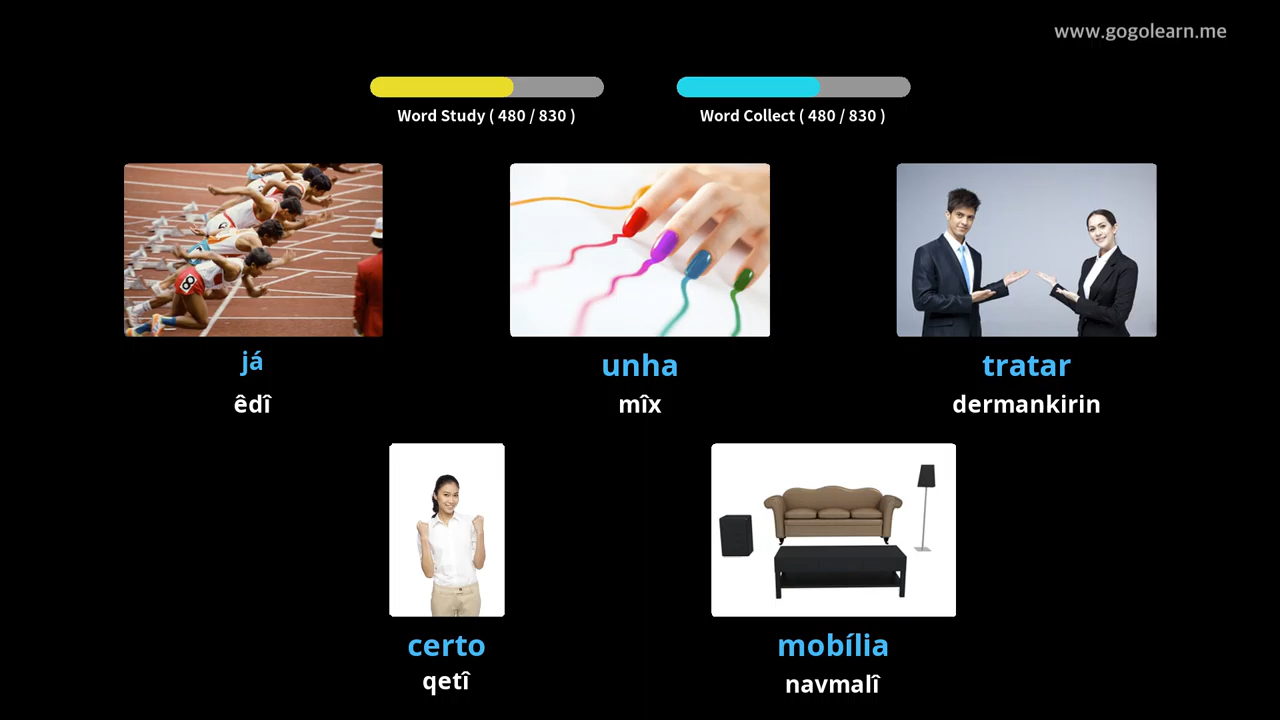 www.gogolearn.me
Word Study ( 480 / 830 )
Word Collect ( 480 / 830 )
já
êdî
unha
mîx
tratar
dermankirin
certo
qetî
mobília
navmalî